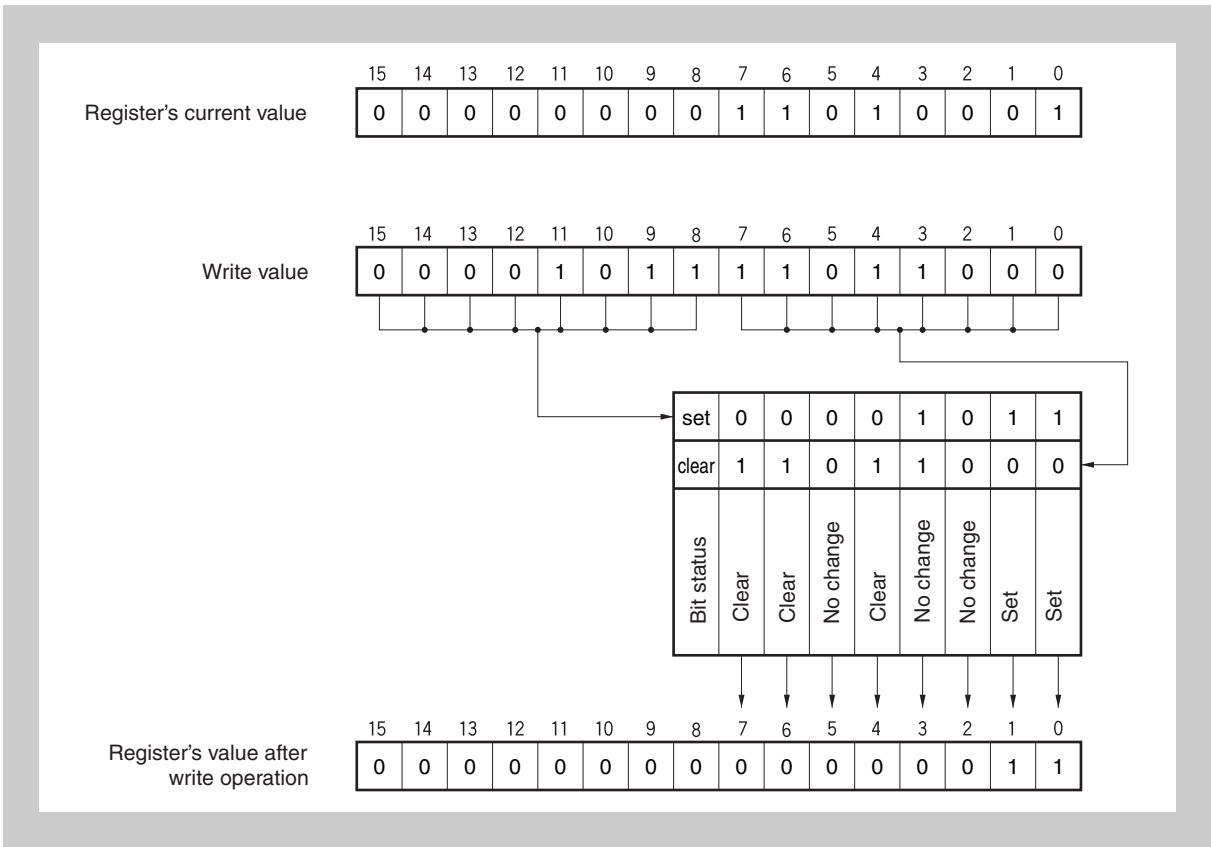 15 14 13 12 11 10 9 8 7 6 5 4 3 2 1 0
Register's current value 0 0 0 0 0 0 0 0 1 1 0 1 0 0 0 1
15 14 13 12 11 10 9 8 7 6 5 4 3 2 1 0
Write value 0 0 0 0 1 0 1 1 1 1 0 1 1 0 0 0
set 0 0 0 0 1 0 1 1
clear 1 1 0 1 1 0 0 0
Bit status Clear Clear No change Clear No change No change Set Set
15 14 13 12 11 10 9 8 7 6 5 4 3 2 1 0
Register's value after
write operation 0 0 0 0 0 0 0 0 0 0 0 0 0 0 1 1